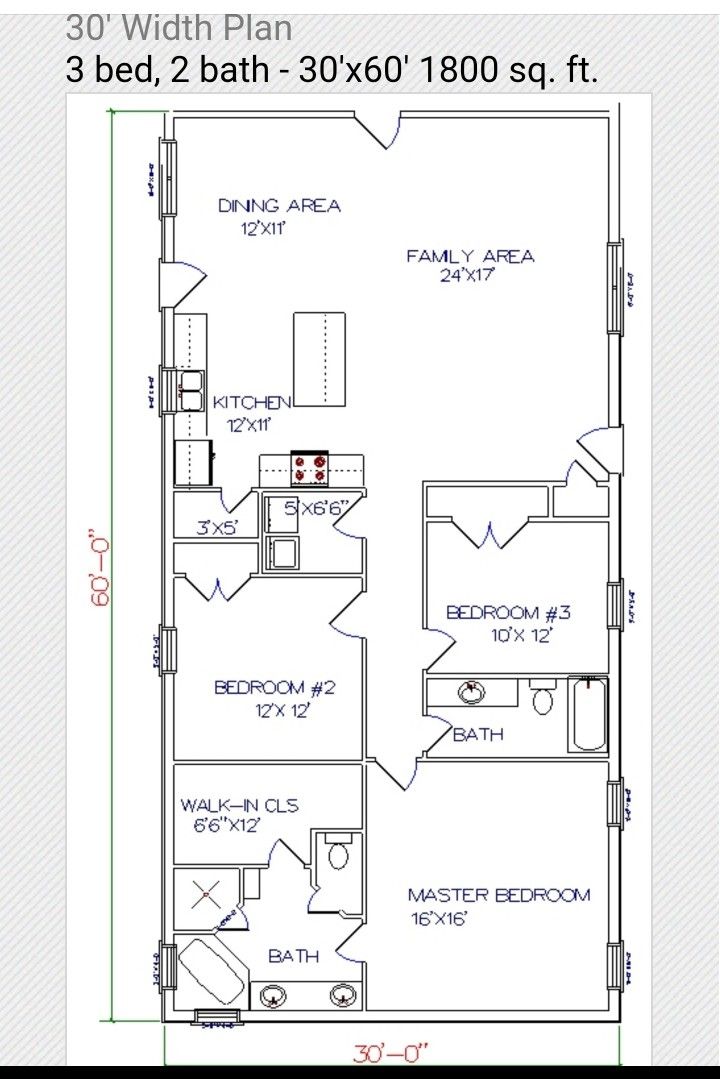 30' Width Plan
3 bed, 2 bath - 30'x60' 1800 sq. ft.
DINING AREA
12'X11'
FAMILY AREA
24'X17'
KITCHEN
12'X11'
5'X6'6"
3'X5'
60'-0"
BEDROOM #3
10'X 12'
BEDROOM #2
12'X 12'
BATH
WALK-IN CLS
6'6"X12'
MASTER BEDROOM
16'X16'
BATH
30'-0"